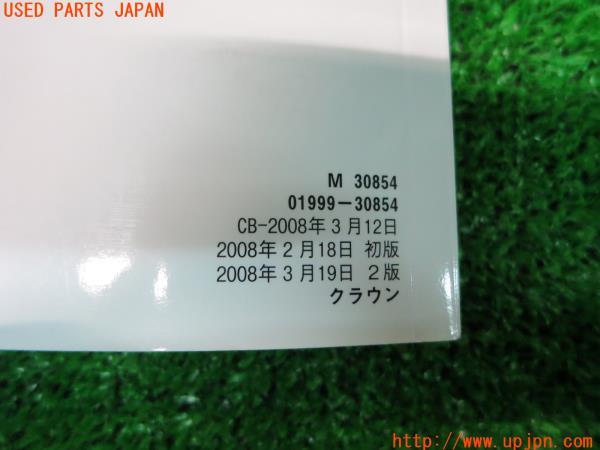 USED PARTS JAPAN
M 30854
01999-30854
CB-2008年3月12日
2008年2月18日 初版
2008年3月19日 2版
クラウン
http://www.upjpn.com/